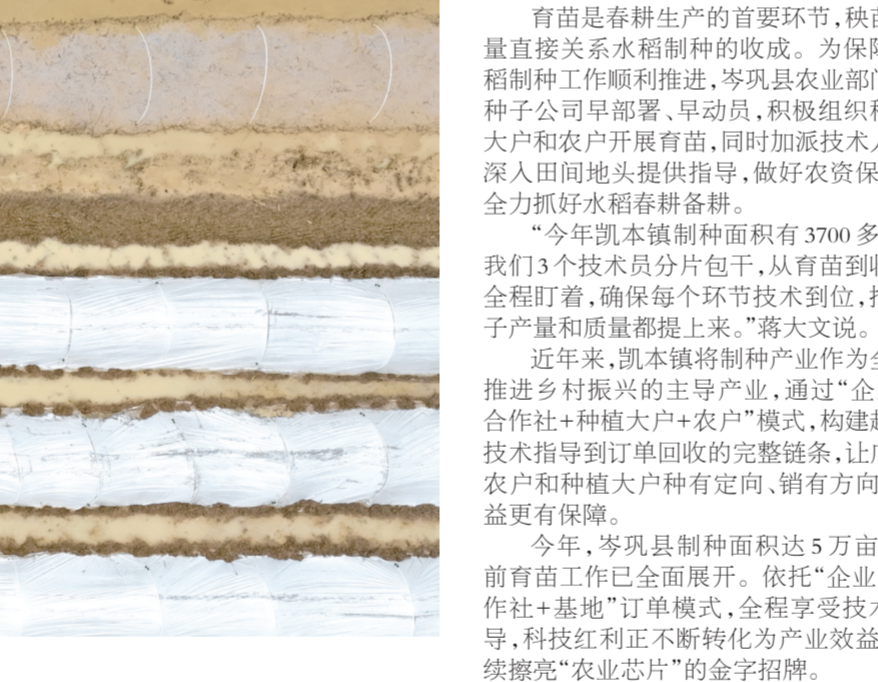 育苗是春耕生产的首要环节，秧苗
量直接关系水稻制种的收成。为保障
稻制种工作顺利推进，岑巩县农业部门
种子公司早部署、早动员，积极组织种
大户和农户开展育苗，同时加派技术人
深入田间地头提供指导，做好农资保
全力抓好水稻春耕备耕。
“今年凯本镇制种面积有3700多
我们3个技术员分片包干，从育苗到收
全程盯着，确保每个环节技术到位，把
子产量和质量都提上来。”蒋大文说。
近年来，凯本镇将制种产业作为全
推进乡村振兴的主导产业，通过“企业
合作社+种植大户+农户”模式，构建起
技术指导到订单回收的完整链条，让广
农户和种植大户种有定向、销有方向
益更有保障。
今年，岑巩县制种面积达5万亩
前育苗工作已全面展开。依托“企业
作社+基地”订单模式，全程享受技术
导，科技红利正不断转化为产业效益
续擦亮“农业芯片”的金字招牌。